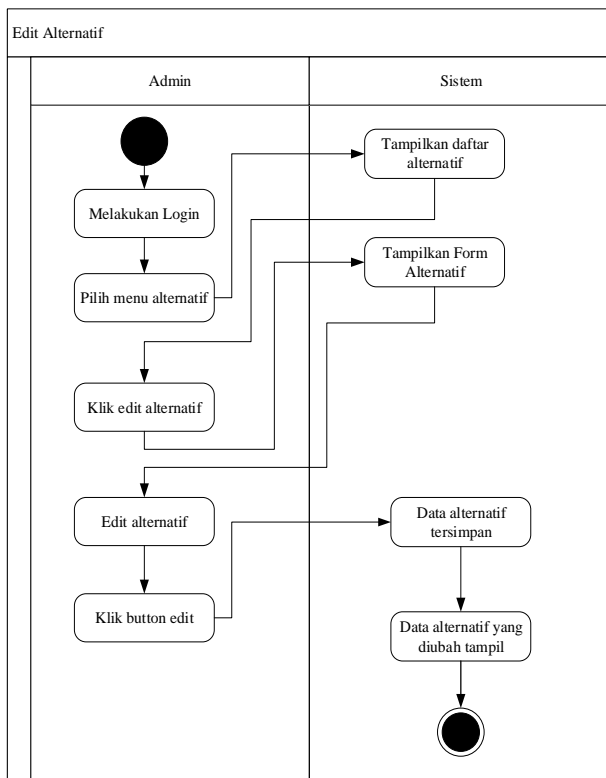 Edit Alternatif
Admin
Sistem
Melakukan Login
Pilih menu alternatif
Tampilkan daftar
alternatif
Klik edit alternatif
Tampilkan Form
Alternatif
Edit alternatif
Klik button edit
Data alternatif
tersimpan
Data alternatif yang
diubah tampil